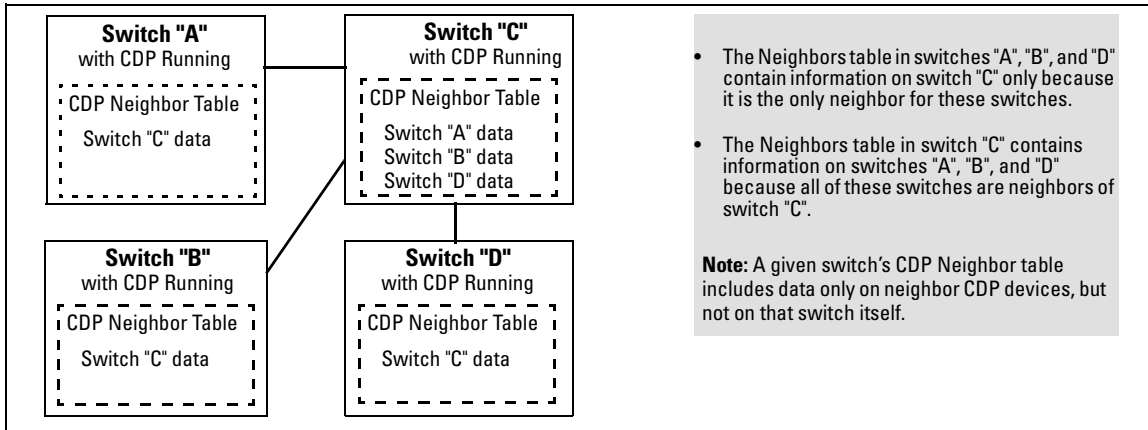 Switch "A"
with CDP Running
CDP Neighbor Table
Switch "C" data
Switch "C"
with CDP Running
CDP Neighbor Table
Switch "A" data
Switch "B" data
Switch "D" data
Switch "B"
with CDP Running
CDP Neighbor Table
Switch "C" data
Switch "D"
with CDP Running
CDP Neighbor Table
Switch "C" data
• The Neighbors table in switches "A", "B", and "D"
contain information on switch "C" only because
it is the only neighbor for these switches.
• The Neighbors table in switch "C" contains
information on switches "A", "B", and "D"
because all of these switches are neighbors of
switch "C".
Note: A given switch's CDP Neighbor table
includes data only on neighbor CDP devices, but
not on that switch itself.